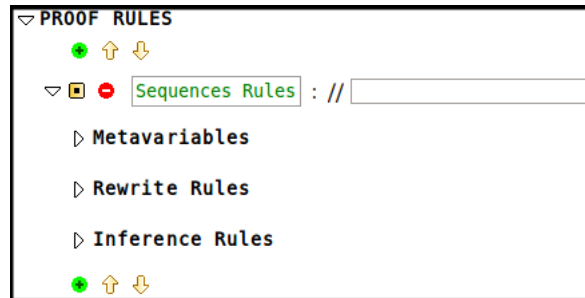 PROOF RULES
Sequences Rules : //
Metavariables
Rewrite Rules
Inference Rules